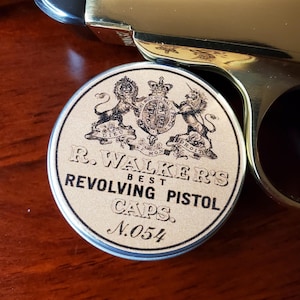 R. WALKER'S
BEST
REVOLVING PISTOL
CAPS.
N.054